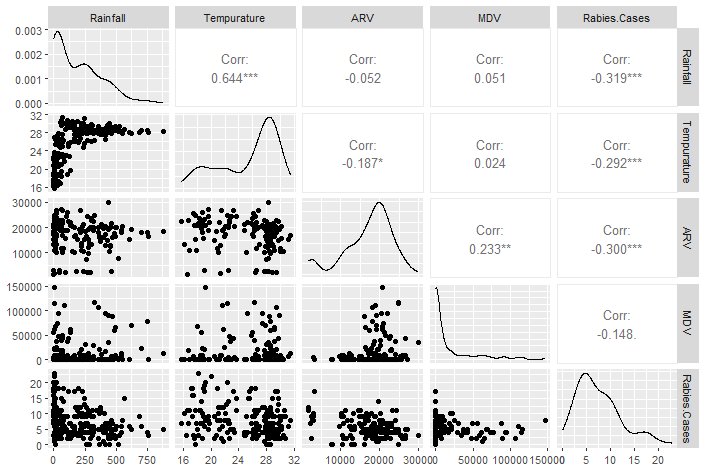 Rainfall Tempurature ARV MDV Rabies.Cases
0.003
0.002
0.001
0.000
Corr:
0.644***
Corr:
-0.052
Corr:
0.051
Corr:
-0.319***
Rainfall
32
28
24
20
16
Corr:
-0.187*
Corr:
0.024
Corr:
-0.292***
Tempurature
30000
20000
10000
Corr:
0.233**
Corr:
-0.300***
ARV
150000
100000
50000
0
Corr:
-0.148.
MDV
20
15
10
5
0
Rabies.Cases
0 250 500 750 16 20 24 28 32 10000 20000 30000 0 50000 100000 150000 5 10 15 20